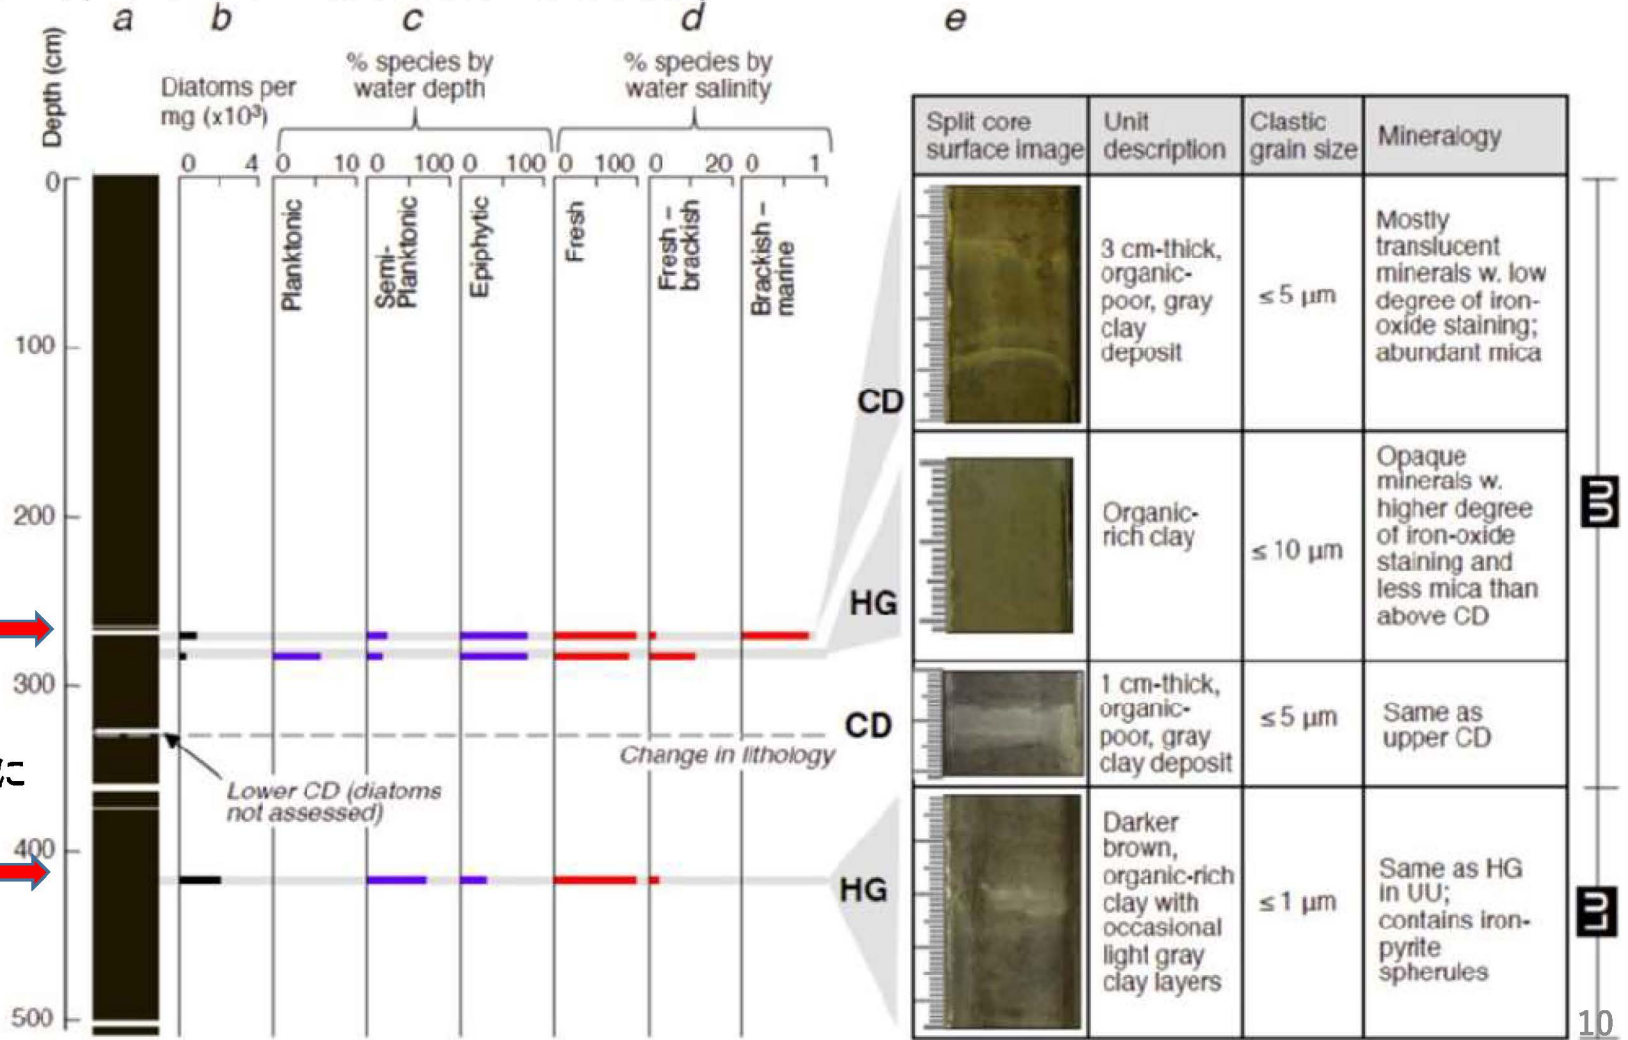 a b c d e
Depth (cm)
Diatoms per
mg (x10³)
% species by
water depth
% species by
water salinity
0 4 0 10 0 100 0 100 0 100 0 20 0 1
Planktonic
Semi-
Planktonic
Epiphytic
Fresh
Fresh –
brackish
Brackish –
marine
0
100
200
300
400
500
Change in lithology
Lower CD (diatoms
not assessed)
に
CD
HG
CD
HG
Split core
surface image
Unit
description
Clastic
grain size
Mineralogy
3 cm-thick,
organic-
poor, gray
clay
deposit
≤ 5 µm
Mostly
translucent
minerals w. low
degree of iron-
oxide staining;
abundant mica
Organic-
rich clay
≤ 10 µm
Opaque
minerals w.
higher degree
of iron-oxide
staining and
less mica than
above CD
1 cm-thick,
organic-
poor, gray
clay deposit
≤ 5 µm
Same as
upper CD
Darker
brown,
organic-rich
clay with
occasional
light gray
clay layers
≤ 1 µm
Same as HG
in UU;
contains iron-
pyrite
spherules
UU
LU
10